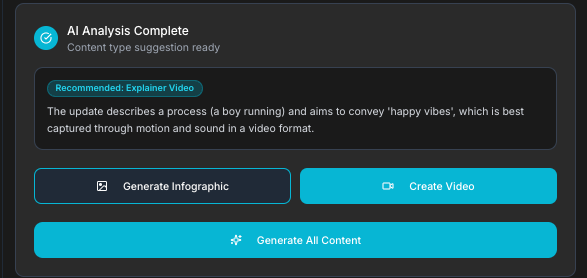 AI Analysis Complete
Content type suggestion ready
Recommended: Explainer Video
The update describes a process (a boy running) and aims to convey 'happy vibes', which is best
captured through motion and sound in a video format.
Generate Infographic
Create Video
Generate All Content